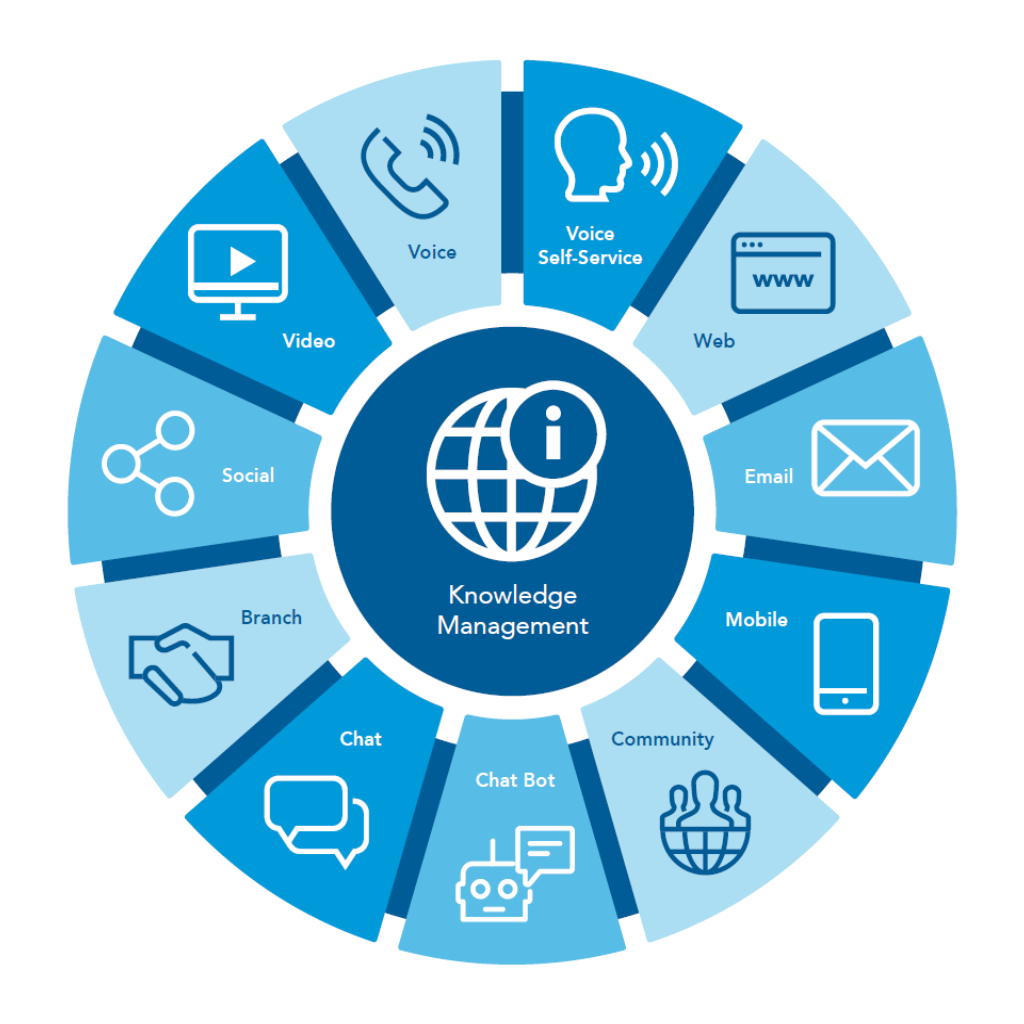 Voice
Voice
Self-Service
www
Web
Email
Mobile
Community
Chat Bot
Chat
Branch
Social
Video
i
Knowledge
Management